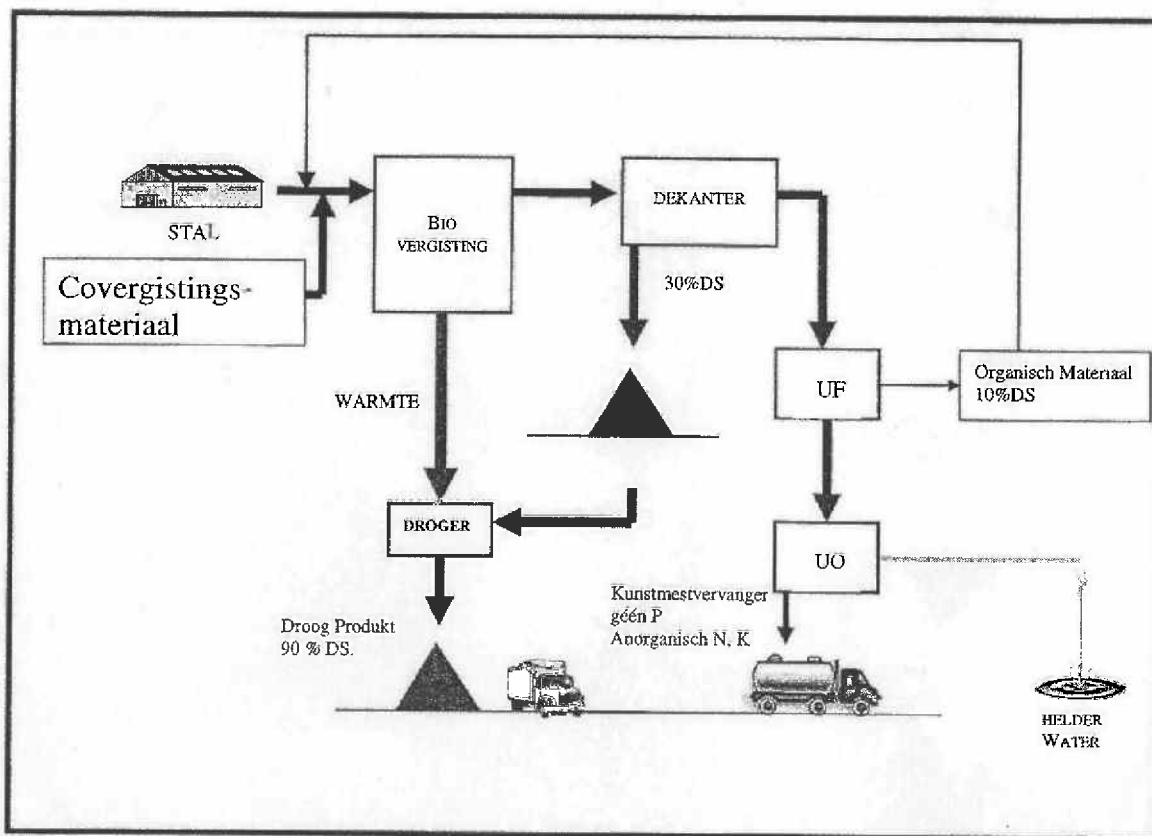 STAL
Covergistings-
materiaal
BIO
VERGISTING
DEKANTER
30%DS
UF
Organisch Materiaal
10%DS
WARMTE
DROGER
UO
Kunstmestvervanger
géén P
Anorganisch N, K
Droog Produkt
90 % DS.
HELDER
WATER